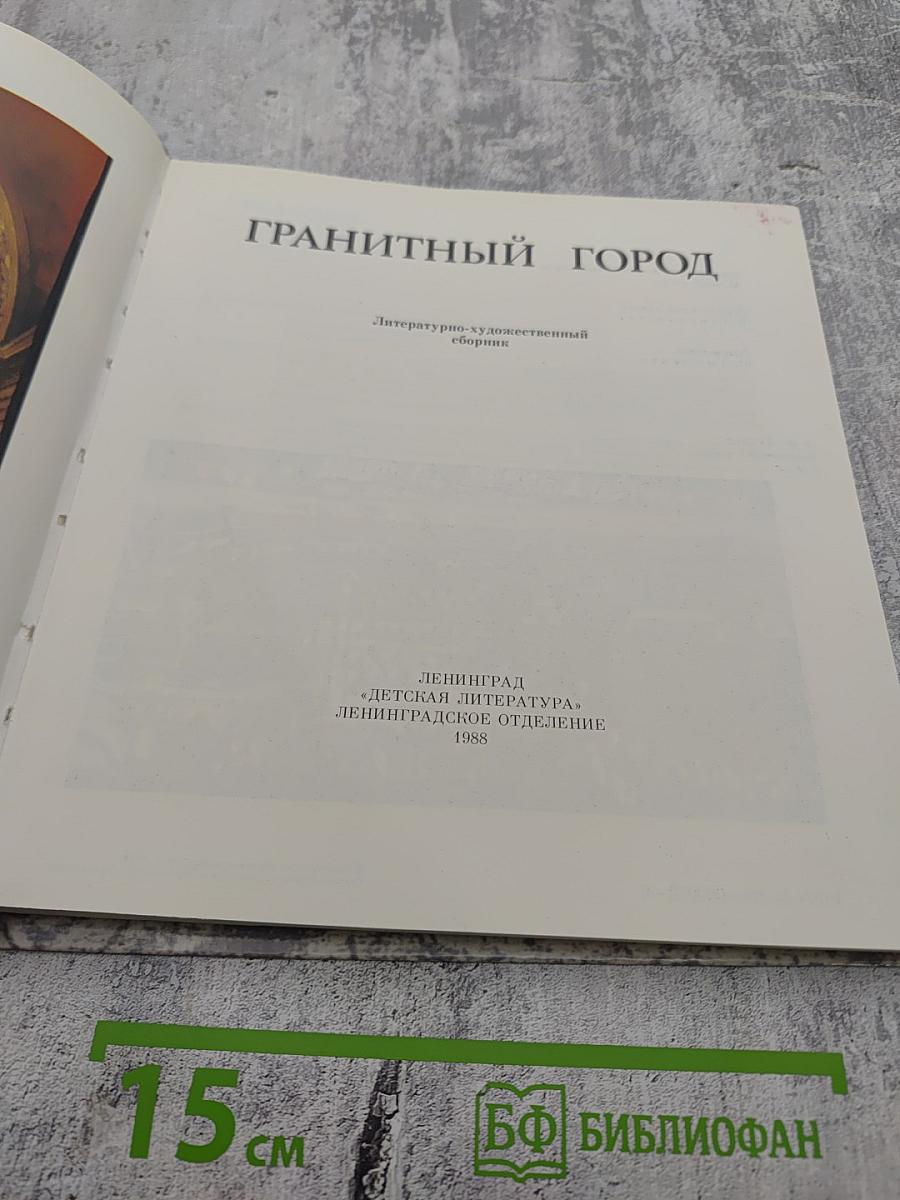 ГРАНИТНЫЙ ГОРОД
Литературно-художественный
сборник
ЛЕНИНГРАД
«ДЕТСКАЯ ЛИТЕРАТУРА»
ЛЕНИНГРАДСКОЕ ОТДЕЛЕНИЕ
1988
15 см
БФ БИБЛИОФАН